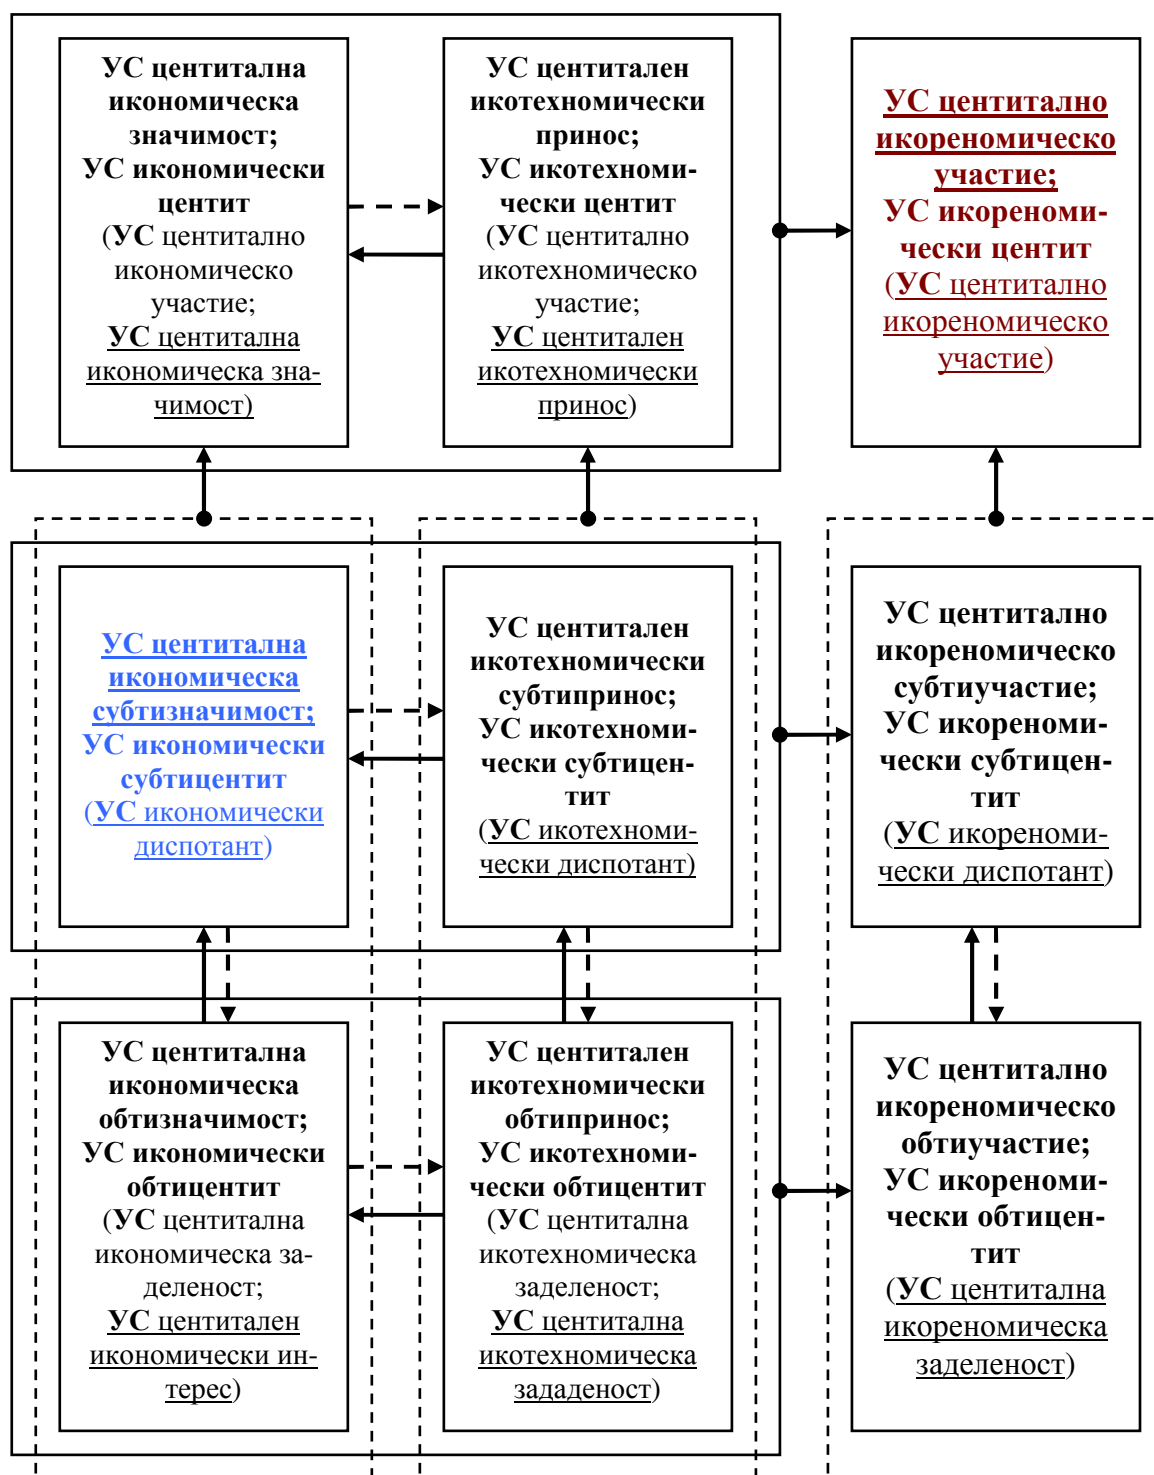 УС центитална
икономическа
значимост;
УС икономически
центит
(УС центитално
икономическо
участие;
УС центитална
икономическа зна-
чимост)
УС центитален
икотехномически
принос;
УС икотехноми-
чески центит
(УС центитално
икотехномическо
участие;
УС центитален
икотехномически
принос)
УС центитално
икореномическо
участие;
УС икореноми-
чески центит
(УС центитално
икореномическо
участие)
УС центитална
икономическа
субтизначимост;
УС икономически
субтицентит
(УС икономически
диспотант)
УС центитален
икотехномически
субтипринос;
УС икотехноми-
чески субтицен-
тит
(УС икотехноми-
чески диспотант)
УС центитално
икореномическо
субтиучастие;
УС икореноми-
чески субтицен-
тит
(УС икореноми-
чески диспотант)
УС центитална
икономическа
обтизначимост;
УС икономически
обтицентит
(УС центитална
икономическа за-
деленост;
УС центитален
икономически ин-
терес)
УС центитален
икотехномически
обтипринос;
УС икотехноми-
чески обтицентит
(УС центитална
икотехномическа
заделеност;
УС центитална
икотехномическа
зададеност)
УС центитално
икореномическо
обтиучастие;
УС икореноми-
чески обтицен-
тит
(УС центитална
икореномическа
заделеност)